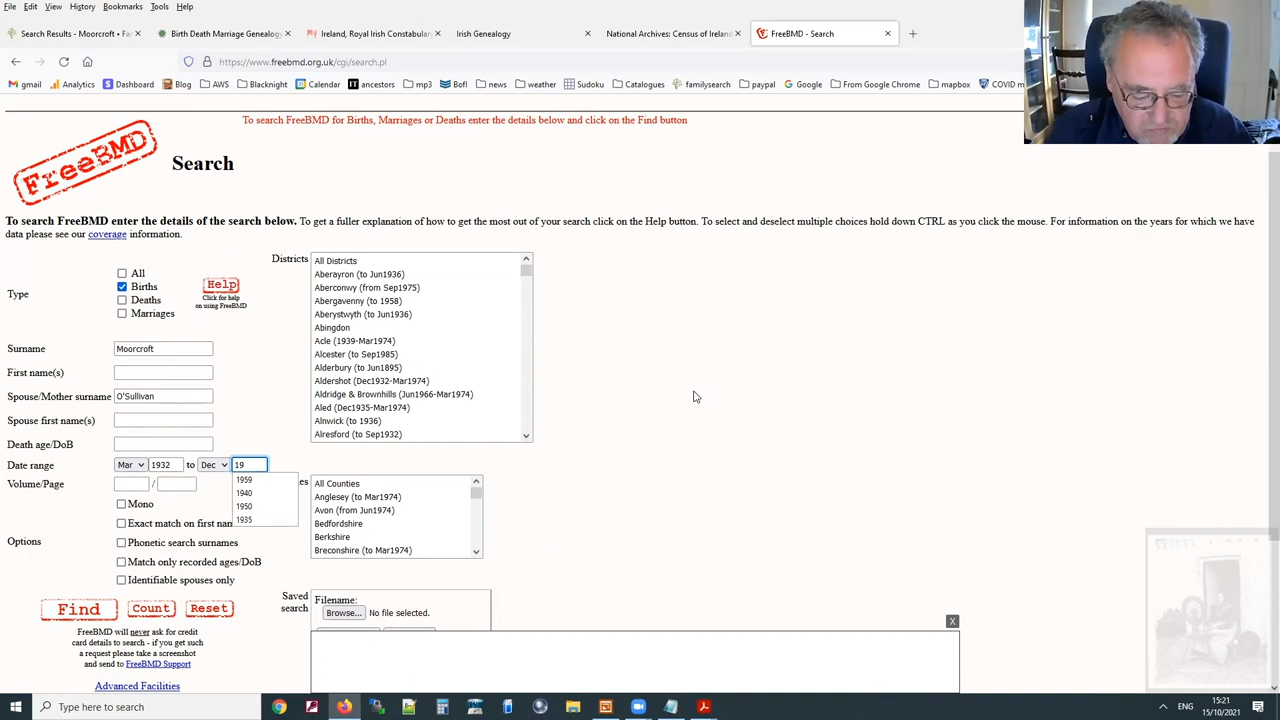 File Edit View History Bookmarks Tools Help
Search Results - Moorcroft • Fa
Birth Death Marriage Genealogy
Ireland, Royal Irish Constabular
Irish Genealogy
National Archives: Census of Ireland
FreeBMD - Search
https://www.freebmd.org.uk/cgi/search.pl
gmail Analytics Dashboard Blog AWS Blacknight Calendar ancestors mp3 Bofi news weather Sudoku Catalogues familysearch paypal Google From Google Chrome mapbox COVID m
To search FreeBMD for Births, Marriages or Deaths enter the details below and click on the Find button
FreeBMD
Search
To search FreeBMD enter the details of the search below. To get a fuller explanation of how to get the most out of your search click on the Help button. To select and deselect multiple choices hold down CTRL as you click the mouse. For information on the years for which we have
data please see our coverage information.
Type
All
Births
Deaths
Marriages
Help
Click for help
on using FreeBMD
Surname Moorcroft
First name(s)
Spouse/Mother surname O'Sullivan
Spouse first name(s)
Death age/DoB
Date range Mar 1932 to Dec 19
1959
1940
1950
1935
Volume/Page /
Options
Mono
Exact match on first nam
Phonetic search surnames
Match only recorded ages/DoB
Identifiable spouses only
Find Count Reset
FreeBMD will never ask for credit
card details to search - if you get such
a request please take a screenshot
and send to FreeBMD Support
Advanced Facilities
Districts
All Districts
Aberayron (to Jun1936)
Aberconwy (from Sep1975)
Abergavenny (to 1958)
Aberystwyth (to Jun1936)
Abingdon
Acle (1939-Mar1974)
Alcester (to Sep1985)
Alderbury (to Jun1895)
Aldershot (Dec1932-Mar1974)
Aldridge & Brownhills (Jun1966-Mar1974)
Aled (Dec1935-Mar1974)
Alnwick (to 1936)
Alresford (to Sep1932)
es
All Counties
Anglesey (to Mar1974)
Avon (from Jun1974)
Bedfordshire
Berkshire
Breconshire (to Mar1974)
Saved
search
Filename:
Browse... No file selected.
X
Type here to search
ENG
15:21
15/10/2021